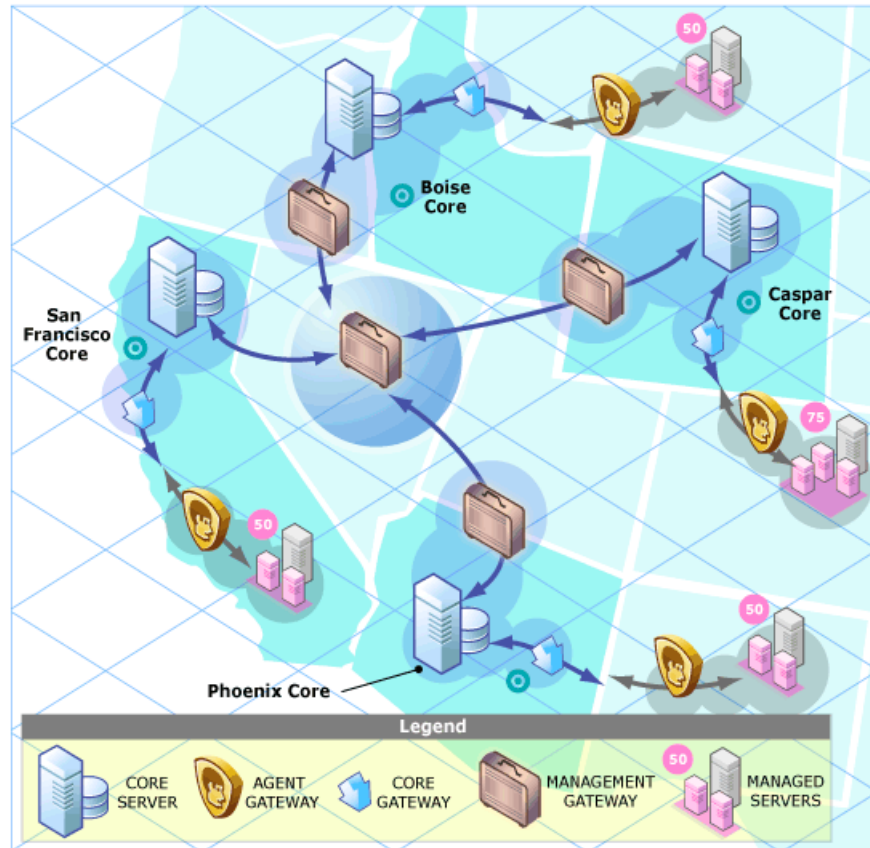 50
Boise
Core
Caspar
Core
San
Francisco
Core
75
50
50
Phoenix Core
Legend
CORE
SERVER
AGENT
GATEWAY
CORE
GATEWAY
MANAGEMENT
GATEWAY
50
MANAGED
SERVERS